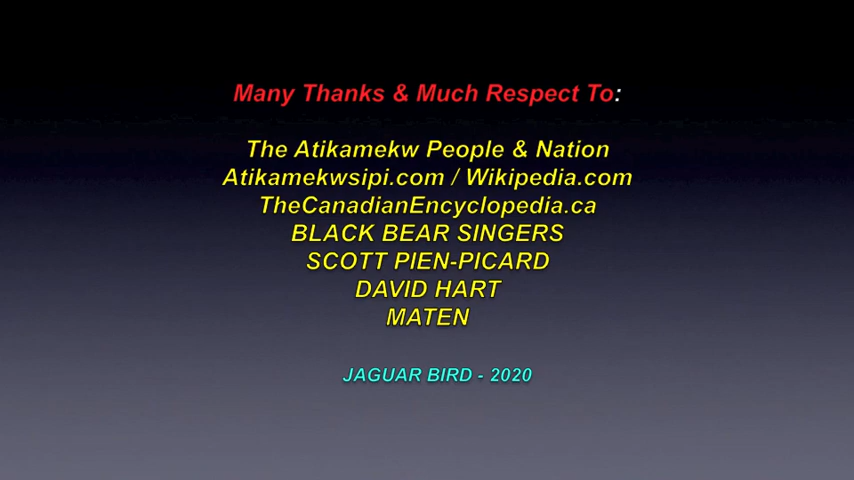 Many Thanks & Much Respect To:
The Atikamekw People & Nation
Atikamekwsipi.com / Wikipedia.com
TheCanadianEncyclopedia.ca
BLACK BEAR SINGERS
SCOTT PIEN-PICARD
DAVID HART
MATEN
JAGUAR BIRD - 2020